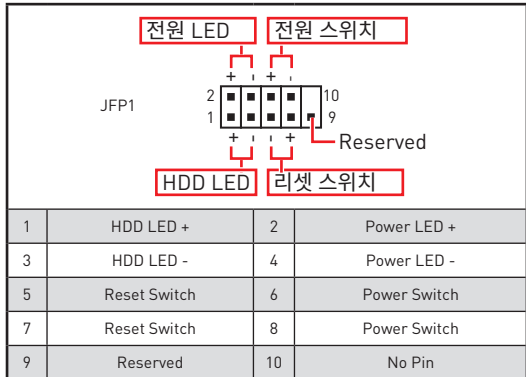 전원 LED 전원 스위치
+ - + -
2 10
JFP1
1 9
+ - - +
Reserved
HDD LED 리셋 스위치
1 HDD LED + 2 Power LED +
3 HDD LED - 4 Power LED -
5 Reset Switch 6 Power Switch
7 Reset Switch 8 Power Switch
9 Reserved 10 No Pin